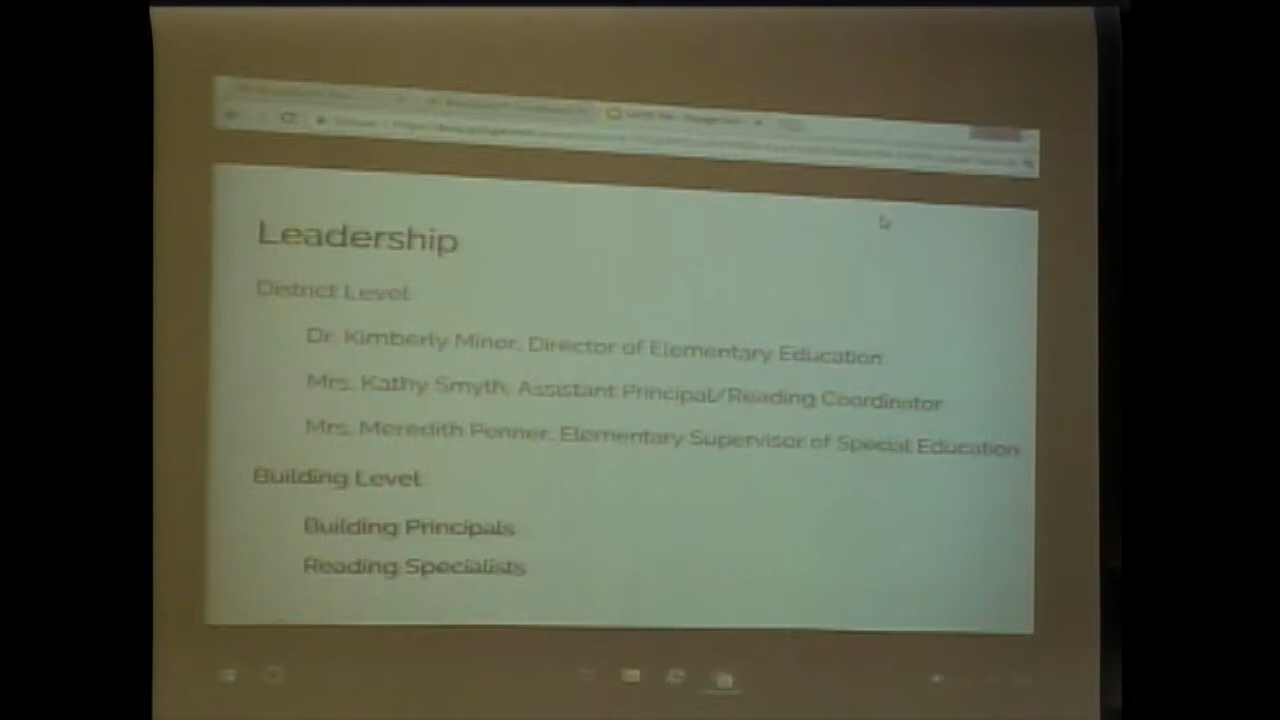 Leadership
District Level:
Dr. Kimberly Minor, Director of Elementary Education
Mrs. Kathy Smyth, Assistant Principal/Reading Coordinator
Mrs. Meredith Penner, Elementary Supervisor of Special Education
Building Level:
Building Principals
Reading Specialists